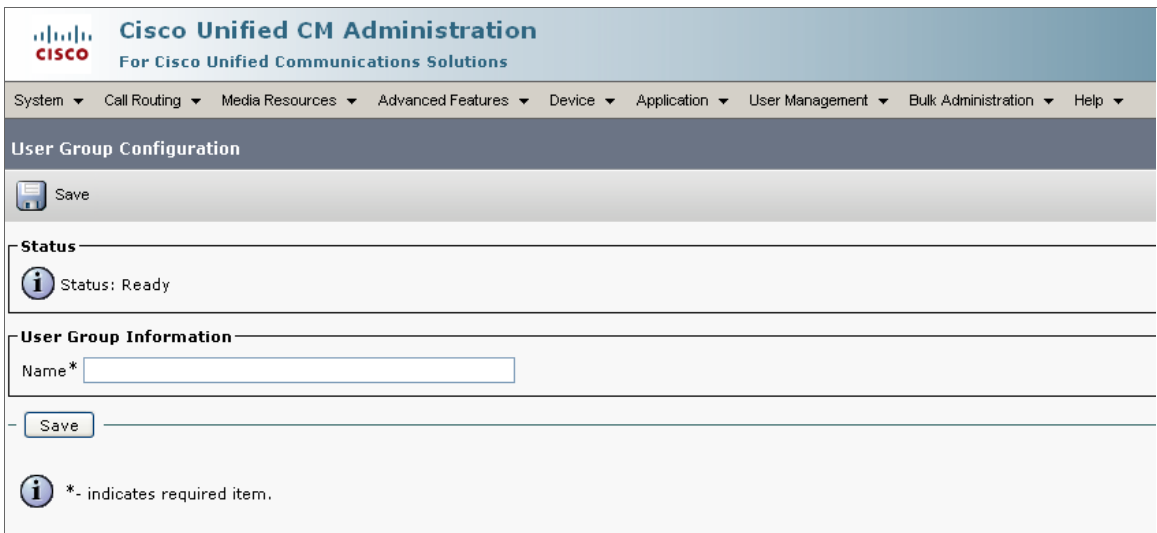 CISCO
Cisco Unified CM Administration
For Cisco Unified Communications Solutions
System Call Routing Media Resources Advanced Features Device Application User Management Bulk Administration Help
User Group Configuration
Save
Status
Status: Ready
User Group Information
Name*
Save
*- indicates required item.